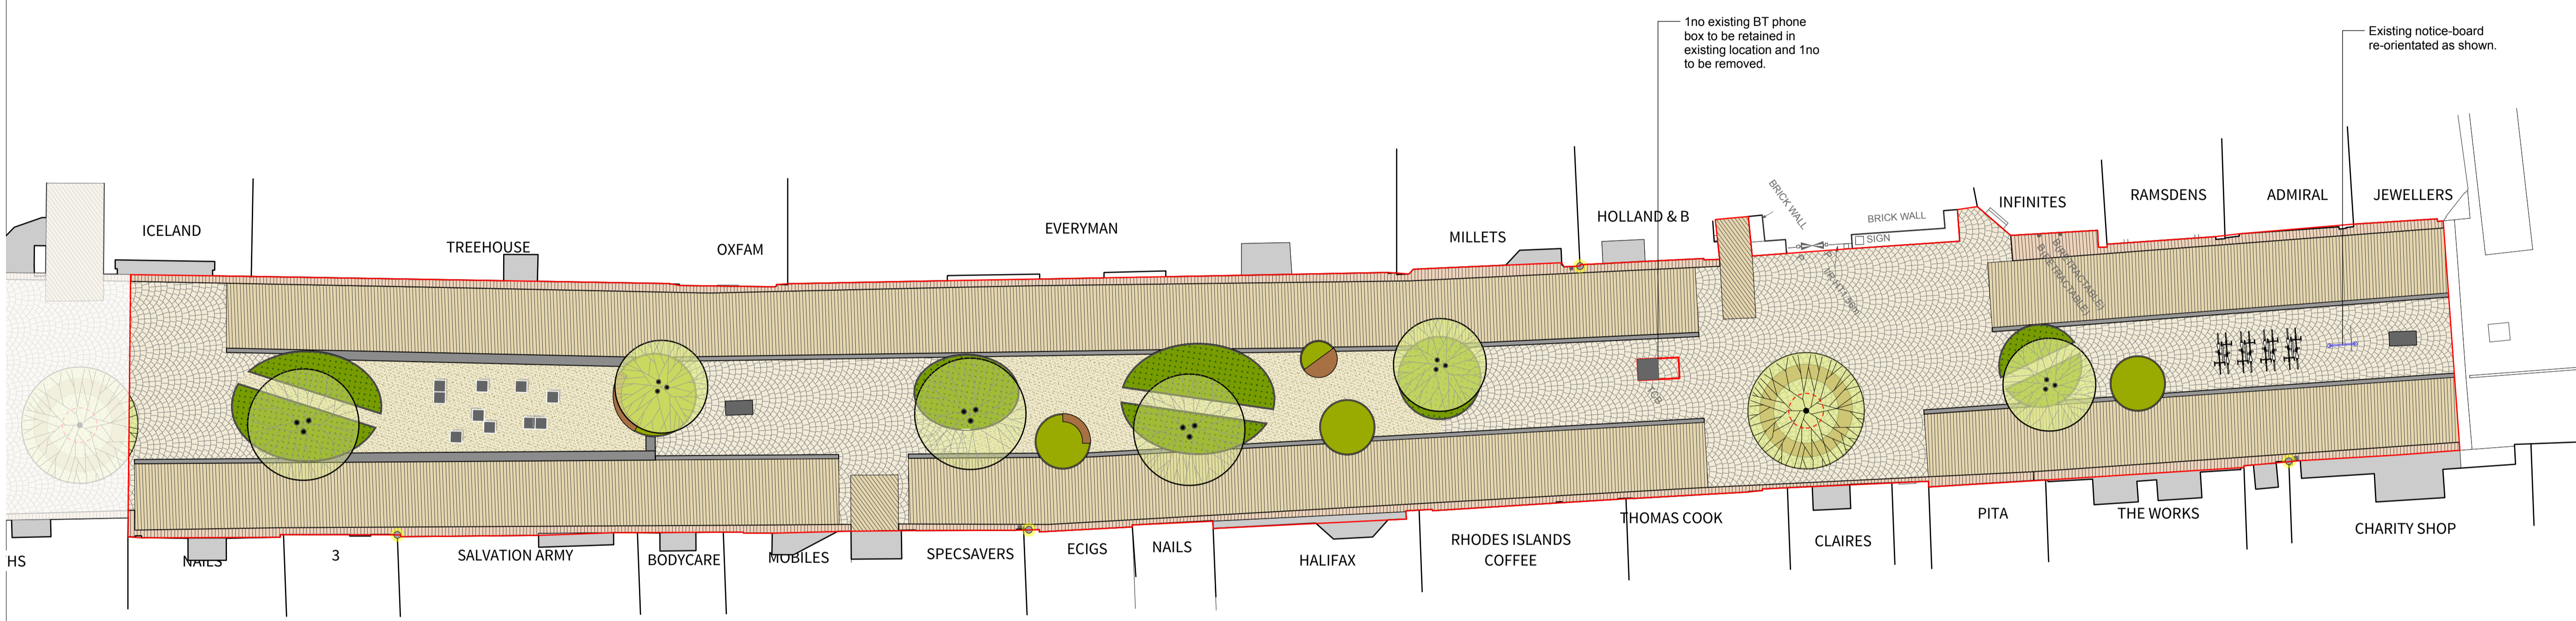 1no existing BT phone
box to be retained in
existing location and 1no
to be removed.
Existing notice-board
re-orientated as shown.
ICELAND
TREEHOUSE
OXFAM
EVERYMAN
MILLETS
HOLLAND & B
BRICK WALL
BRICK WALL
SIGN
INFINITES
RAMSDENS
ADMIRAL
JEWELLERS
B(RETRACTABLE)
B(RETRACTABLE)
TCB
HS
NAILS
3
SALVATION ARMY
BODYCARE
MOBILES
SPECSAVERS
ECIGS
NAILS
HALIFAX
RHODES ISLANDS
COFFEE
THOMAS COOK
CLAIRES
PITA
THE WORKS
CHARITY SHOP